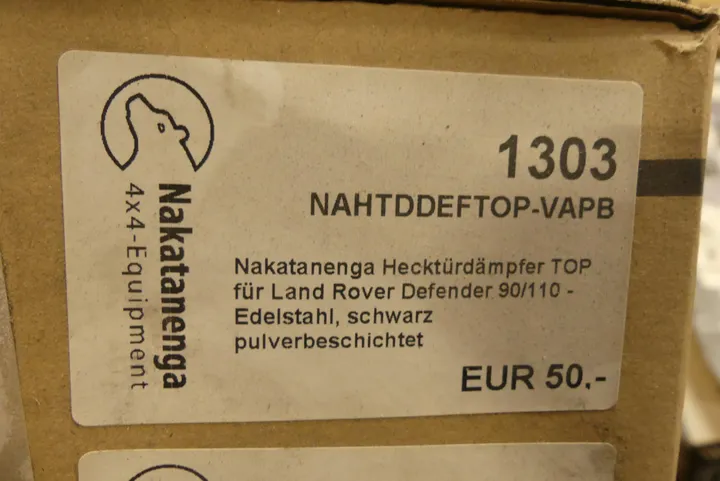 1303
NAHTDDEFTOP-VAPB
Nakatanenga Hecktürdämpfer TOP
für Land Rover Defender 90/110 -
Edelstahl, schwarz
pulverbeschichtet
EUR 50.-
Nakatanenga
4x4-Equipment